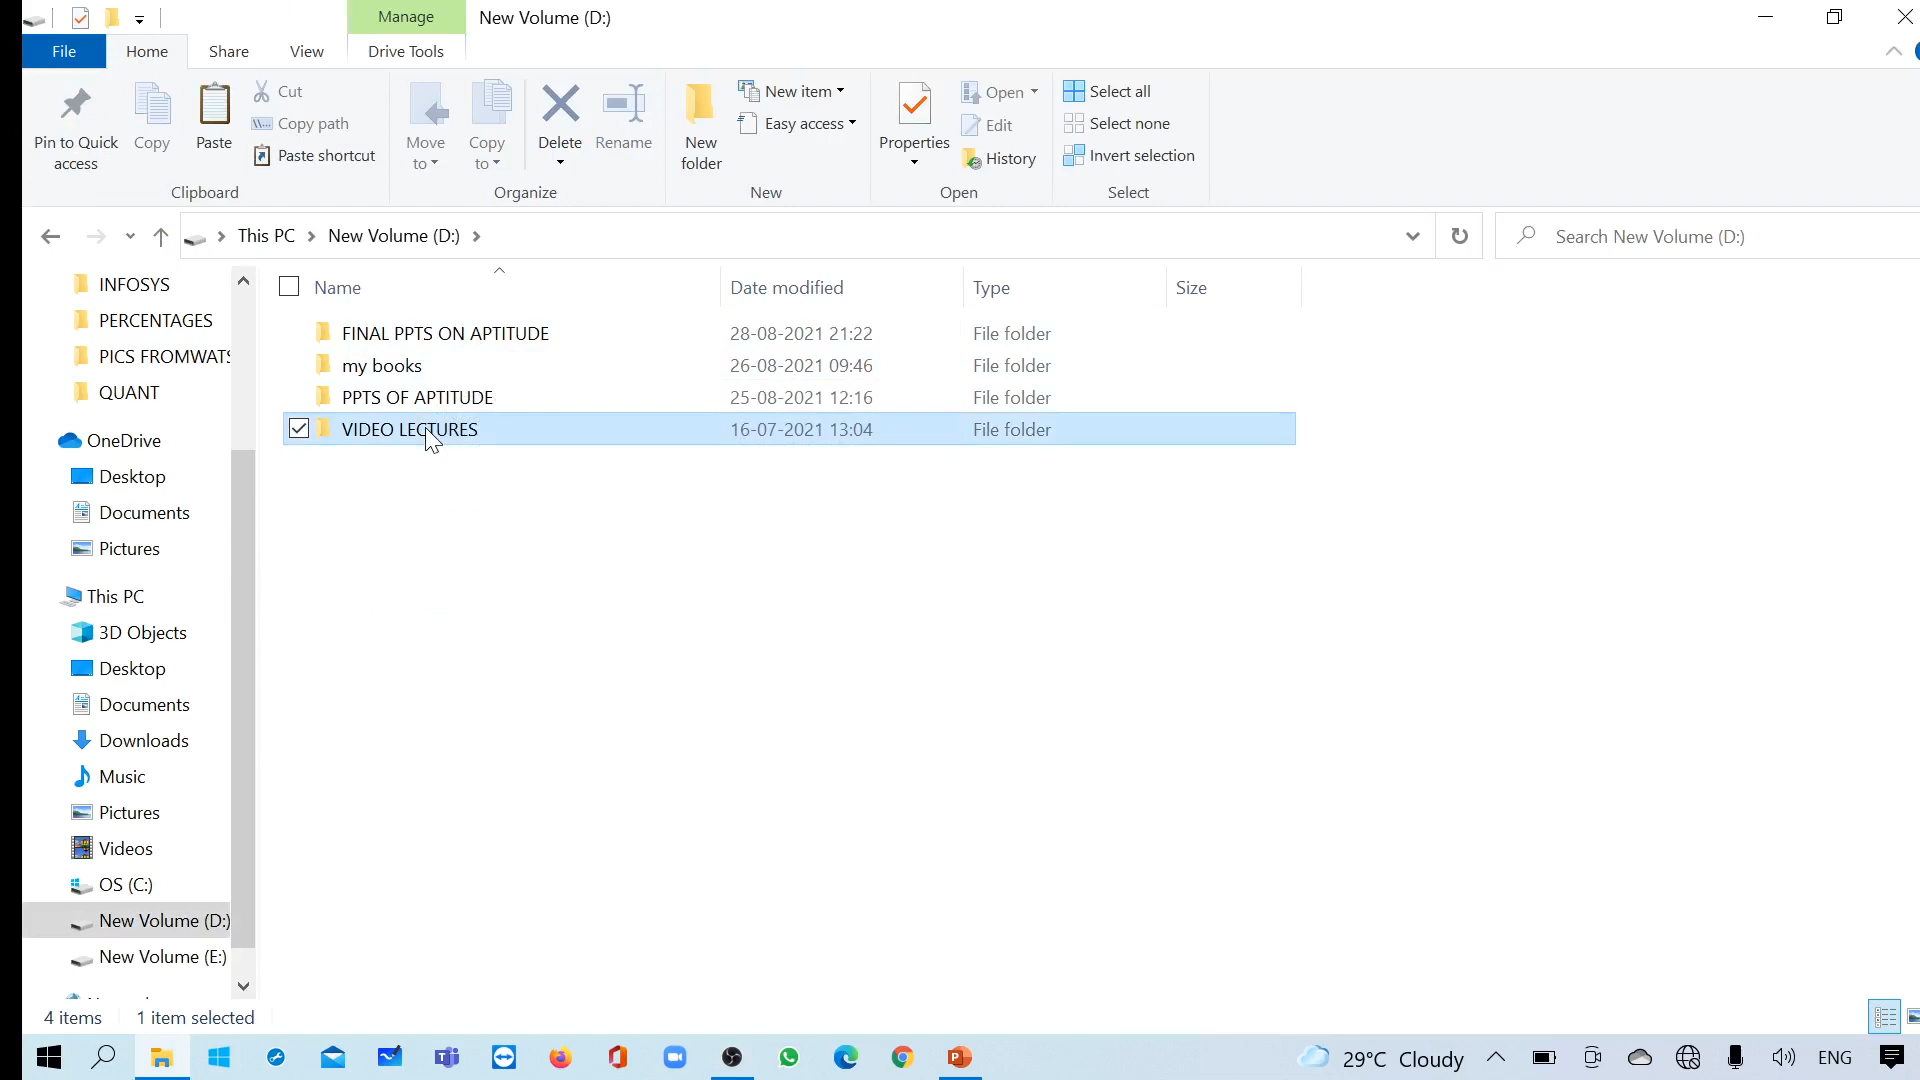 Manage
New Volume (D:)
File
Home
Share
View
Drive Tools
Pin to Quick access
Copy
Paste
Cut
Copy path
Paste shortcut
Clipboard
Move to
Copy to
Delete
Rename
Organize
New folder
New item
Easy access
New
Properties
Open
Edit
History
Open
Select all
Select none
Invert selection
Select
This PC
New Volume (D:)
Search New Volume (D:)
INFOSYS
PERCENTAGES
PICS FROMWATS
QUANT
OneDrive
Desktop
Documents
Pictures
This PC
3D Objects
Desktop
Documents
Downloads
Music
Pictures
Videos
OS (C:)
New Volume (D:)
New Volume (E:)
Name Date modified Type Size
FINAL PPTS ON APTITUDE 28-08-2021 21:22 File folder
my books 26-08-2021 09:46 File folder
PPTS OF APTITUDE 25-08-2021 12:16 File folder
VIDEO LECTURES 16-07-2021 13:04 File folder
4 items 1 item selected
29°C Cloudy
ENG